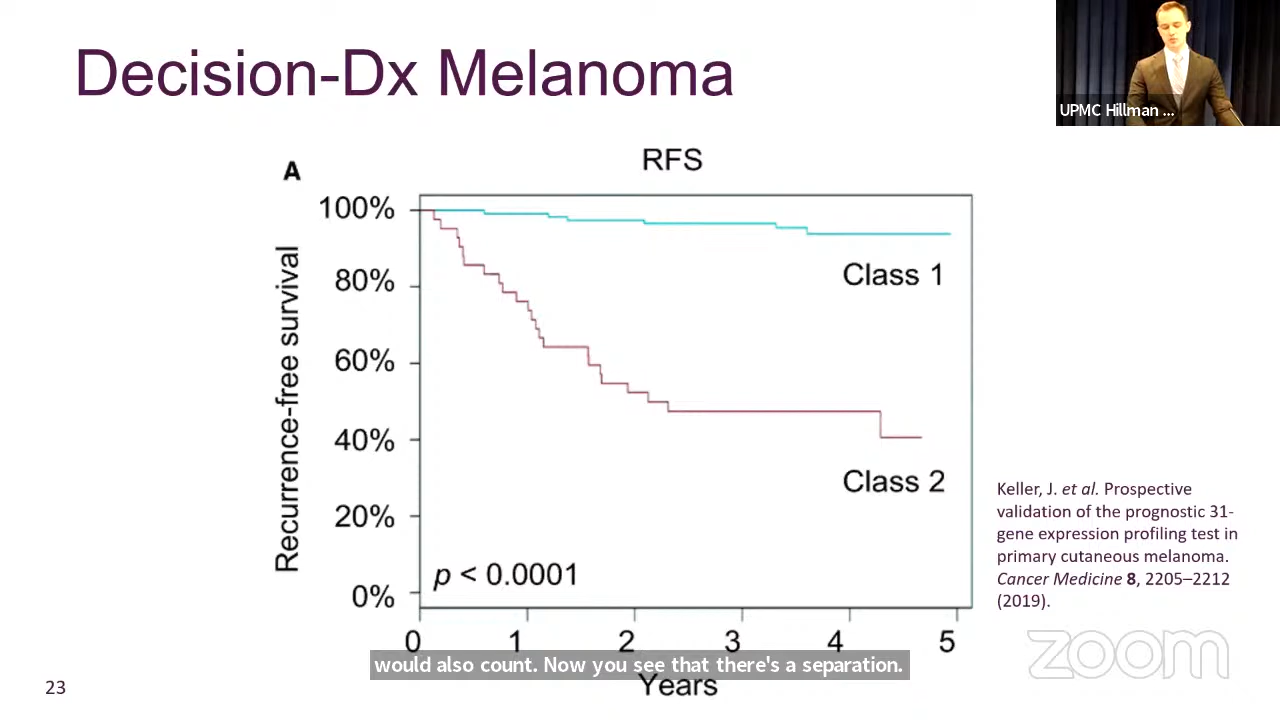 Decision-Dx Melanoma
UPMC Hillman ...
A
RFS
Recurrence-free survival
100%
80%
60%
40%
20%
0%
Class 1
Class 2
p < 0.0001
0 1 2 3 4 5
Years
Keller, J. et al. Prospective
validation of the prognostic 31-
gene expression profiling test in
primary cutaneous melanoma.
Cancer Medicine 8, 2205–2212
(2019).
zoom
would also count. Now you see that there's a separation.
23